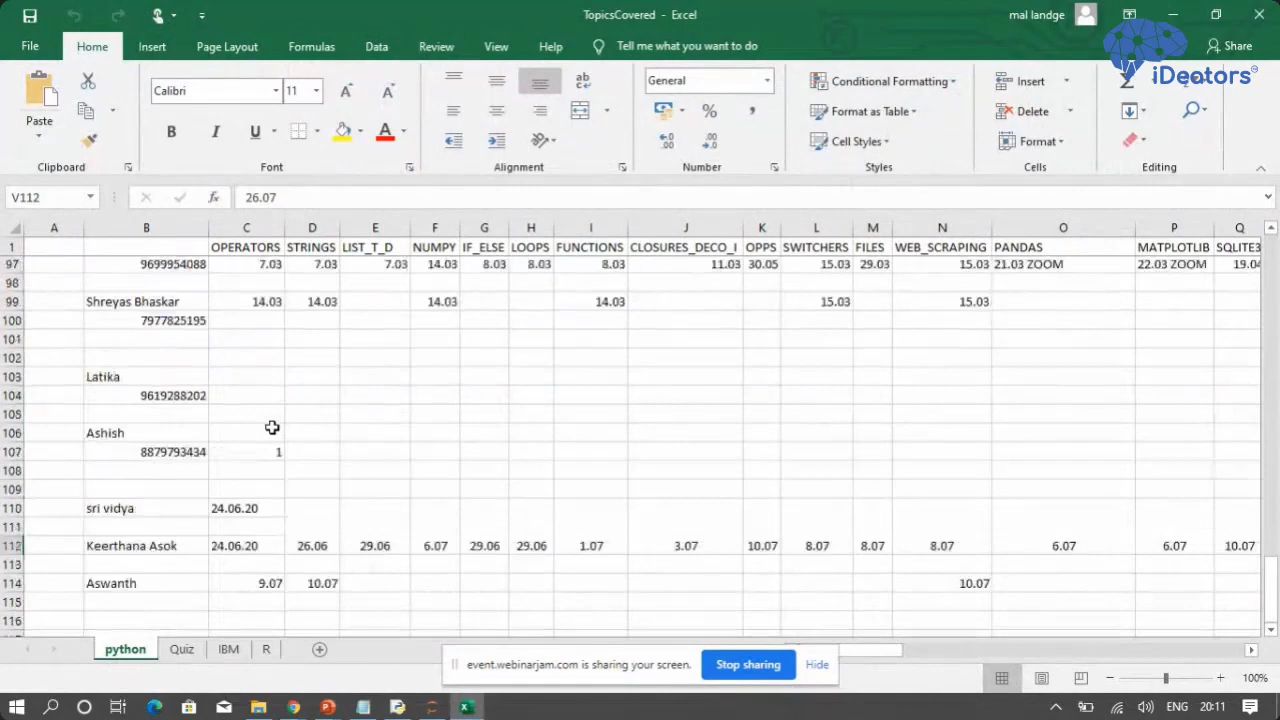 TopicsCovered - Excel
mal landge
File Home Insert Page Layout Formulas Data Review View Help Tell me what you want to do Share
iDeators
Paste
Calibri 11
General
Conditional Formatting
Format as Table
Cell Styles
Insert
Delete
Format
Clipboard Font Alignment Number Styles Cells Editing
V112 fx 26.07
A B C D E F G H I J K L M N O P Q
1 OPERATORS STRINGS LIST_T_D NUMPY IF_ELSE LOOPS FUNCTIONS CLOSURES_DECO_I OPPS SWITCHERS FILES WEB_SCRAPING PANDAS MATPLOTLIB SQLITE3
97 9699954088 7.03 7.03 7.03 14.03 8.03 8.03 8.03 11.03 30.05 15.03 29.03 15.03 21.03 ZOOM 22.03 ZOOM 19.04
98
99 Shreyas Bhaskar 14.03 14.03 14.03 14.03 15.03 15.03
100 7977825195
101
102
103 Latika
104 9619288202
105
106 Ashish
107 8879793434 1
108
109
110 sri vidya 24.06.20
111
112 Keerthana Asok 24.06.20 26.06 29.06 6.07 29.06 29.06 1.07 3.07 10.07 8.07 8.07 8.07 6.07 6.07 10.07
113
114 Aswanth 9.07 10.07 10.07
115
116
python Quiz IBM R
event.webinarjam.com is sharing your screen. Stop sharing Hide
100%
ENG 20:11